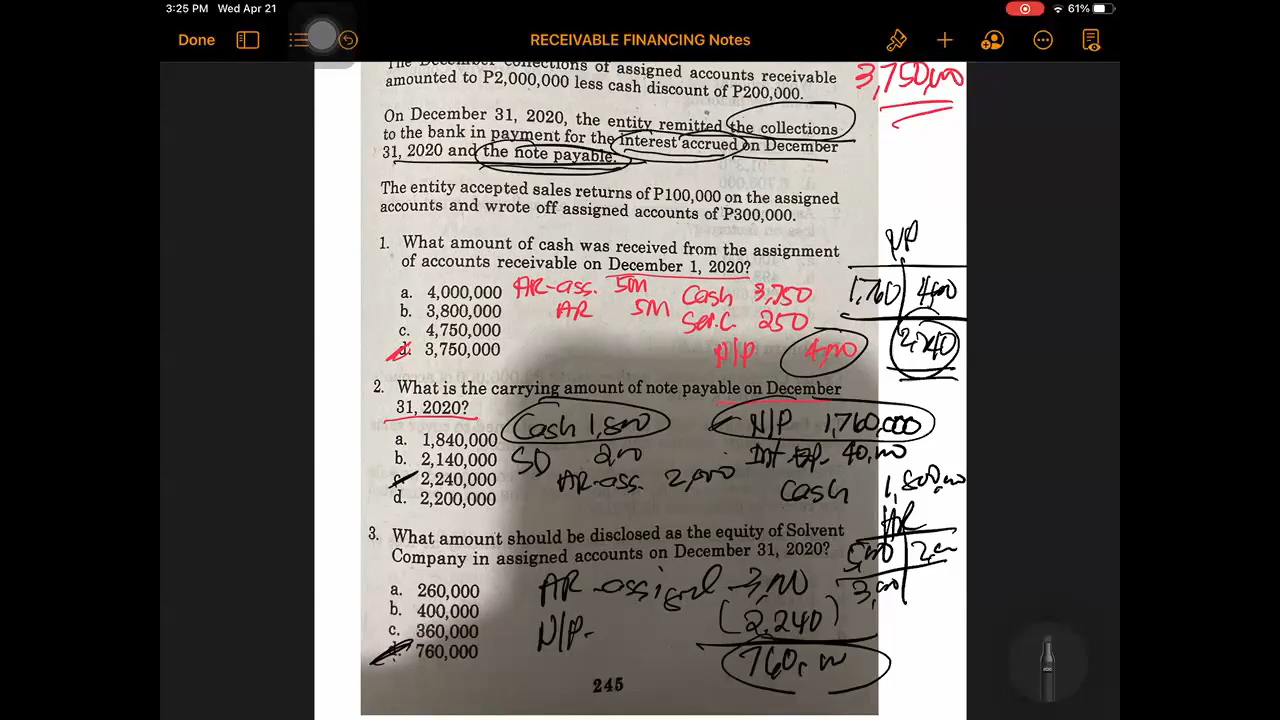 3:25 PM Wed Apr 21
61%
Done
RECEIVABLE FINANCING Notes
The December collections of assigned accounts receivable
amounted to P2,000,000 less cash discount of P200,000.
3,750,000
On December 31, 2020, the entity remitted the collections
to the bank in payment for the interest accrued on December
31, 2020 and the note payable.
The entity accepted sales returns of P100,000 on the assigned
accounts and wrote off assigned accounts of P300,000.
1. What amount of cash was received from the assignment
of accounts receivable on December 1, 2020?
a. 4,000,000
b. 3,800,000
c. 4,750,000
d. 3,750,000
AR-ass. 5M
AR 5M
Cash 3,750
Ser.C. 250
N/P 4,000
NP
1,760 4,000
2,240
2. What is the carrying amount of note payable on December
31, 2020?
a. 1,840,000
b. 2,140,000
c. 2,240,000
d. 2,200,000
Cash 1,800
SD 200
AR-ass. 2,000
N/P 1,760,000
Int Exp. 40,000
Cash 1,800,000
AR
5,000 2,000
3,000
3. What amount should be disclosed as the equity of Solvent
Company in assigned accounts on December 31, 2020?
a. 260,000
b. 400,000
c. 360,000
d. 760,000
AR-assigned 3,000
N/P- (2,240)
760,000
245